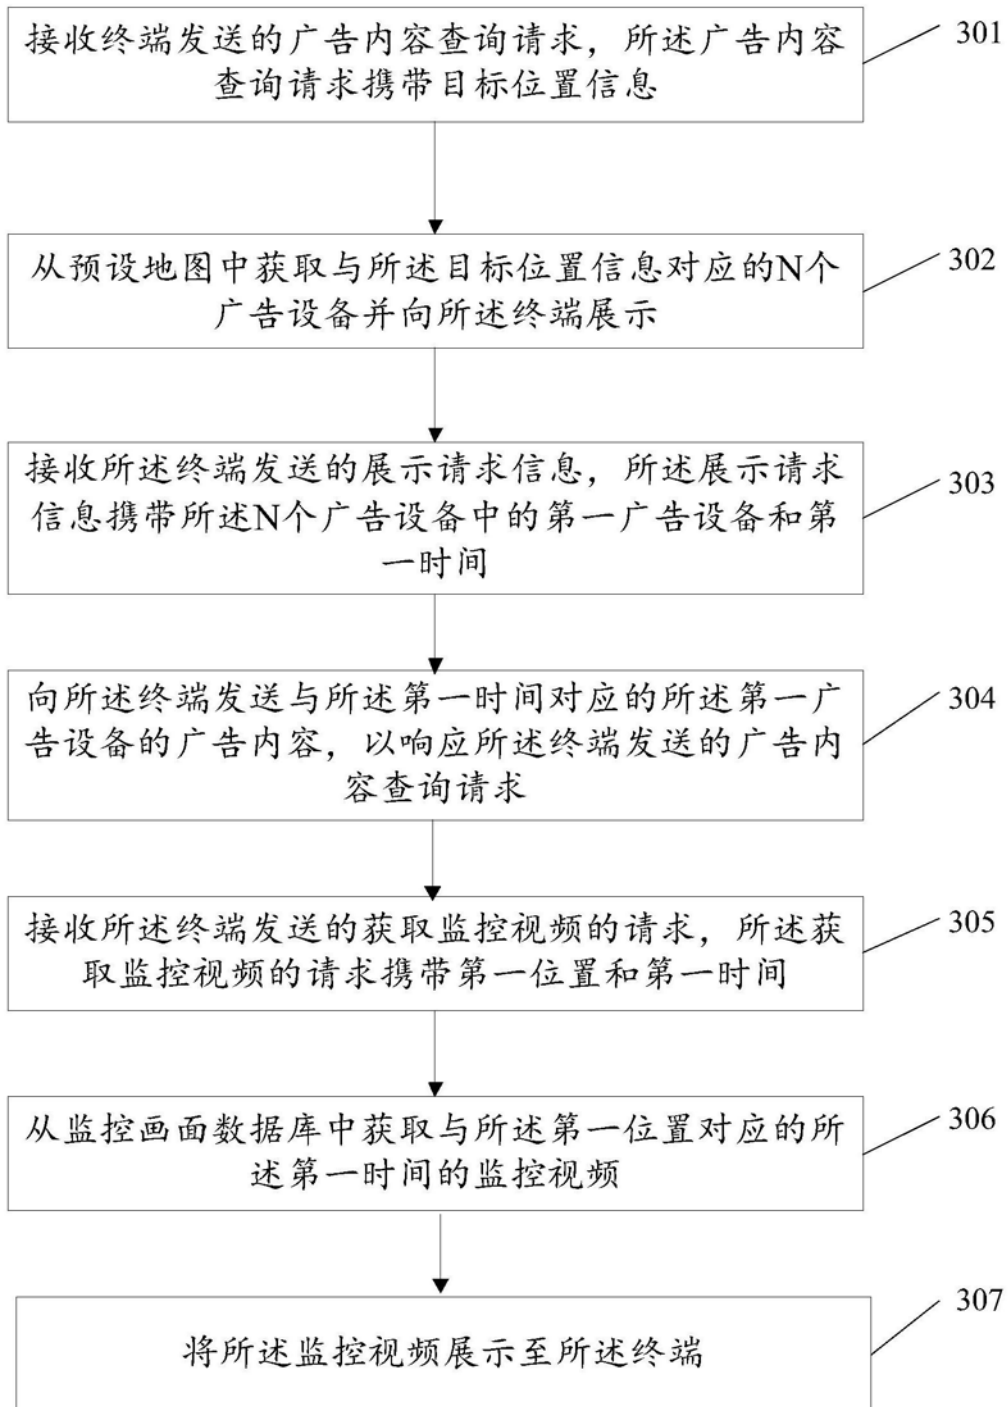 接收终端发送的广告内容查询请求，所述广告内容
查询请求携带目标位置信息
301
从预设地图中获取与所述目标位置信息对应的N个
广告设备并向所述终端展示
302
接收所述终端发送的展示请求信息，所述展示请求
信息携带所述N个广告设备中的第一广告设备和第
一时间
303
向所述终端发送与所述第一时间对应的所述第一广
告设备的广告内容，以响应所述终端发送的广告内
容查询请求
304
接收所述终端发送的获取监控视频的请求，所述获
取监控视频的请求携带第一位置和第一时间
305
从监控画面数据库中获取与所述第一位置对应的所
述第一时间的监控视频
306
将所述监控视频展示至所述终端
307